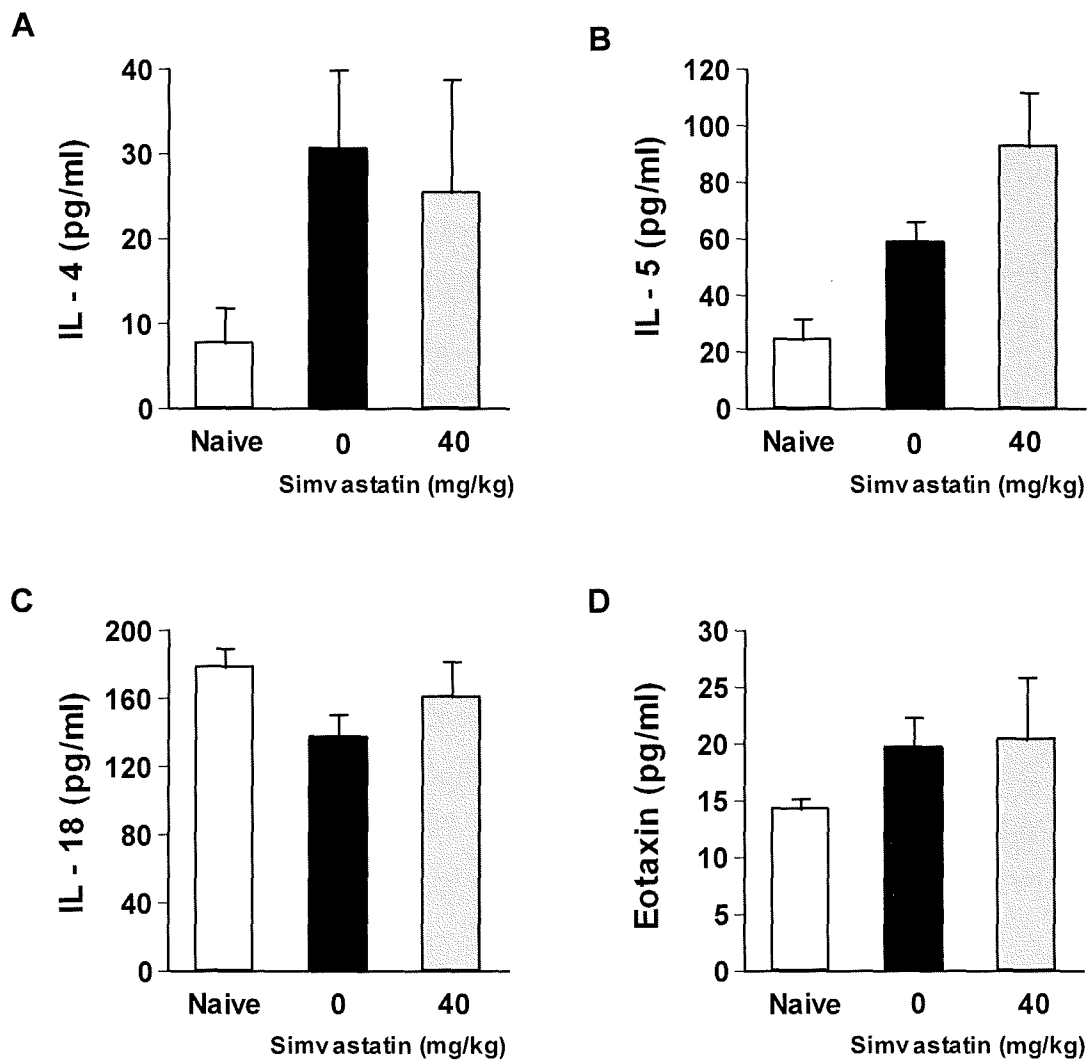 A
IL - 4 (pg/ml)
40
30
20
10
0
Naive 0 40
Simvastatin (mg/kg)
B
IL - 5 (pg/ml)
120
100
80
60
40
20
0
Naive 0 40
Simvastatin (mg/kg)
C
IL - 18 (pg/ml)
200
160
120
80
40
0
Naive 0 40
Simvastatin (mg/kg)
D
Eotaxin (pg/ml)
30
25
20
15
10
5
0
Naive 0 40
Simvastatin (mg/kg)